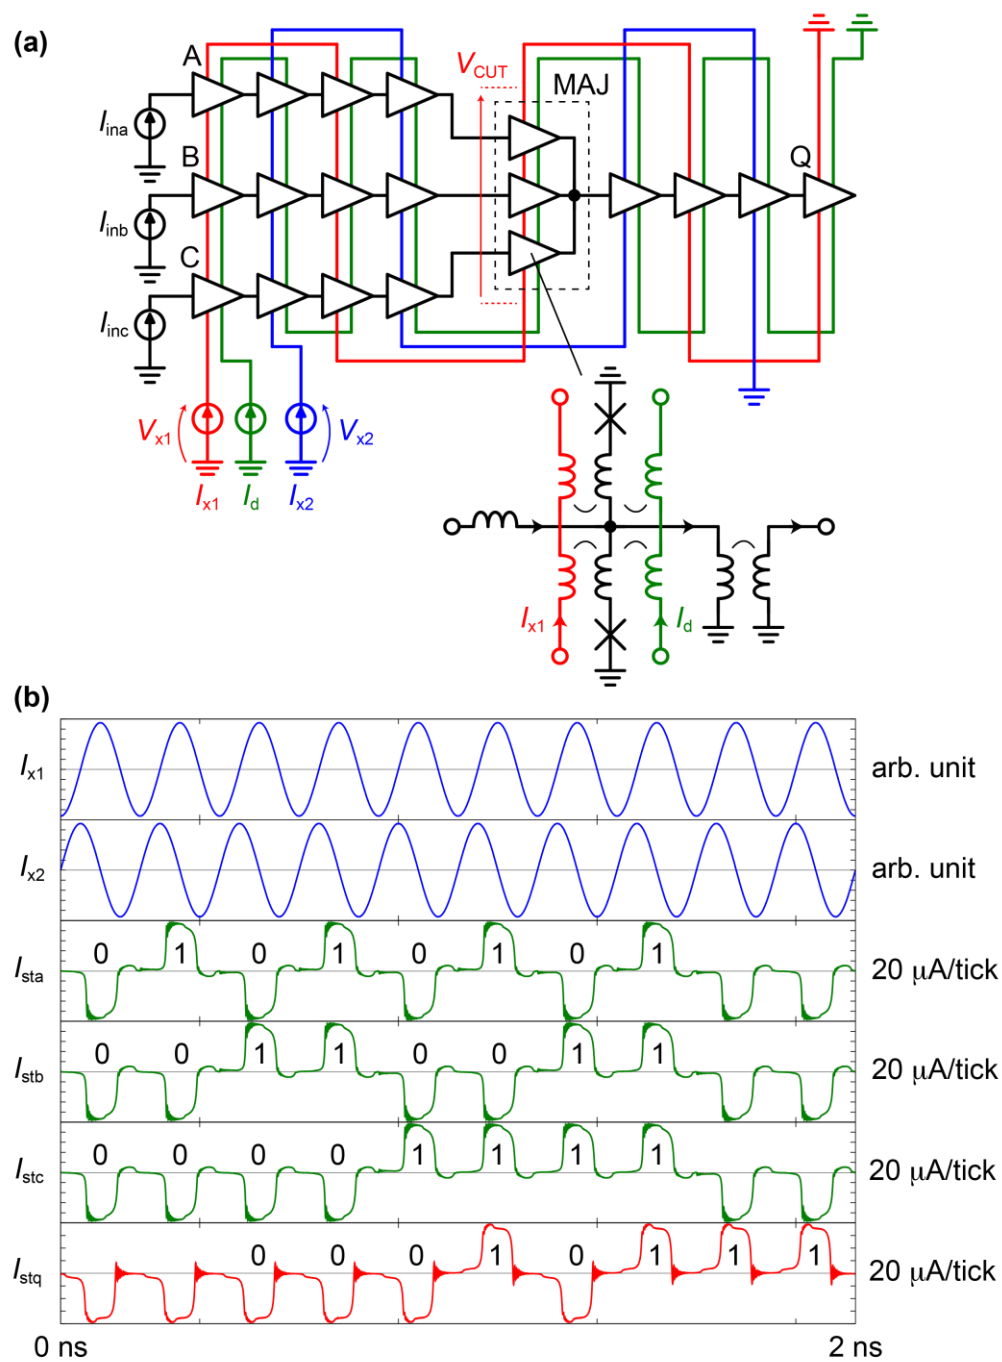 (a)
A
V_CUT
MAJ
I_ina
B
Q
I_inb
C
I_inc
V_x1
V_x2
I_x1
I_d
I_x2
I_x1
I_d
(b)
I_x1
arb. unit
I_x2
arb. unit
I_sta
0 1 0 1 0 1 0 1
20 μA/tick
I_stb
0 0 1 1 0 0 1 1
20 μA/tick
I_stc
0 0 0 0 1 1 1 1
20 μA/tick
I_stq
0 0 0 1 0 1 1 1
20 μA/tick
0 ns
2 ns